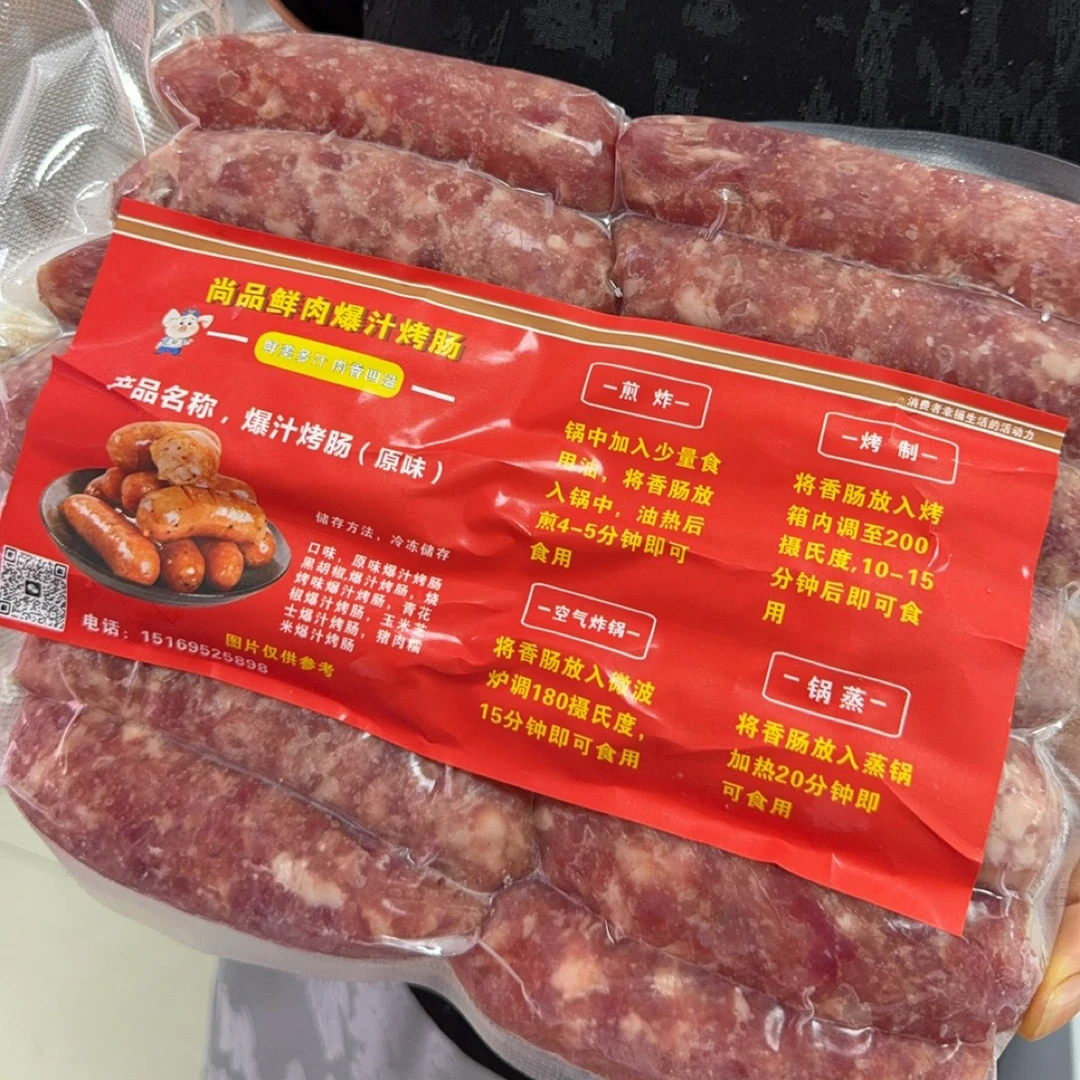 尚品鲜肉爆汁烤肠
鲜美多汁 肉香四溢
产品名称，爆汁烤肠（原味）
储存方法、冷冻储存
口味，原味爆汁烤肠
黑胡椒,爆汁烤肠，烧
烤味爆汁烤肠，青花
椒爆汁烤肠，玉米芝
士爆汁烤肠，猪肉糯
米爆汁烤肠
图片仅供参考
电话：15169525898
消费者幸福生活的活动力
煎 炸
锅中加入少量食
用油，将香肠放
入锅中，油热后
煎4-5分钟即可
食用
烤 制
将香肠放入烤
箱内调至200
摄氏度,10-15
分钟后即可食
用
空气炸锅
将香肠放入微波
炉调180摄氏度，
15分钟即可食用
锅 蒸
将香肠放入蒸锅
加热20分钟即
可食用